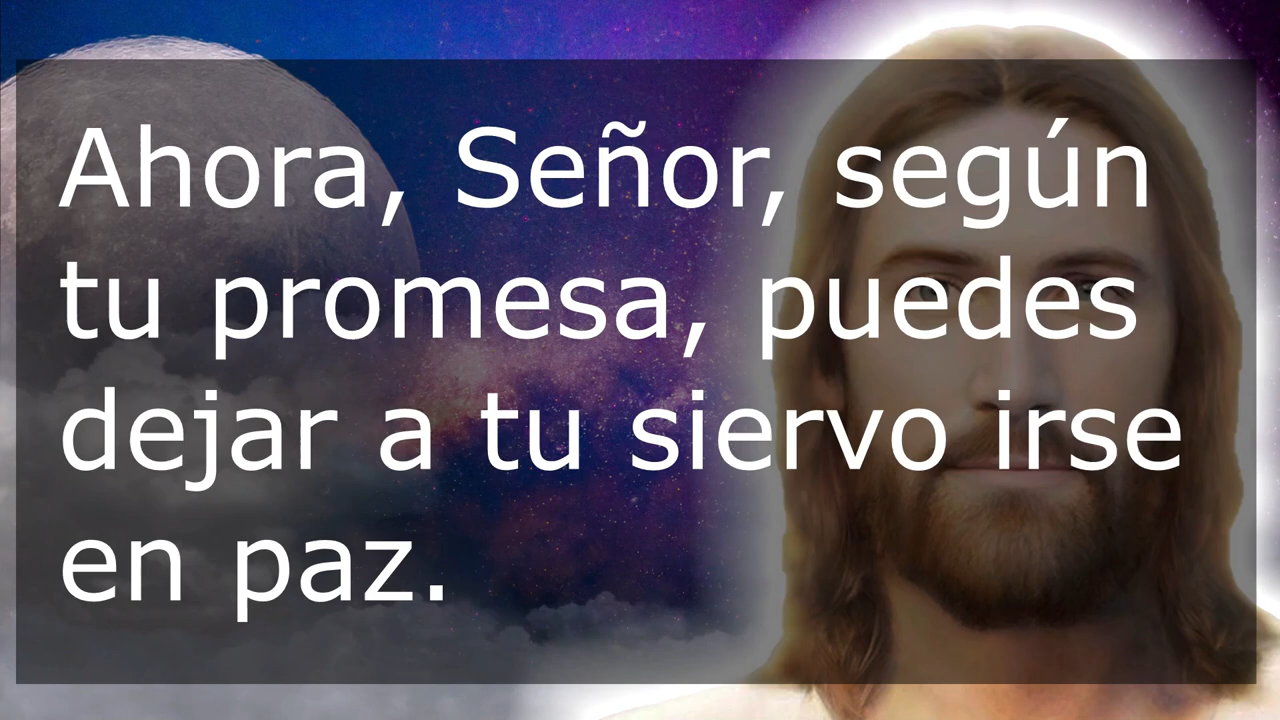 Ahora, Señor, según
tu promesa, puedes
dejar a tu siervo irse
en paz.